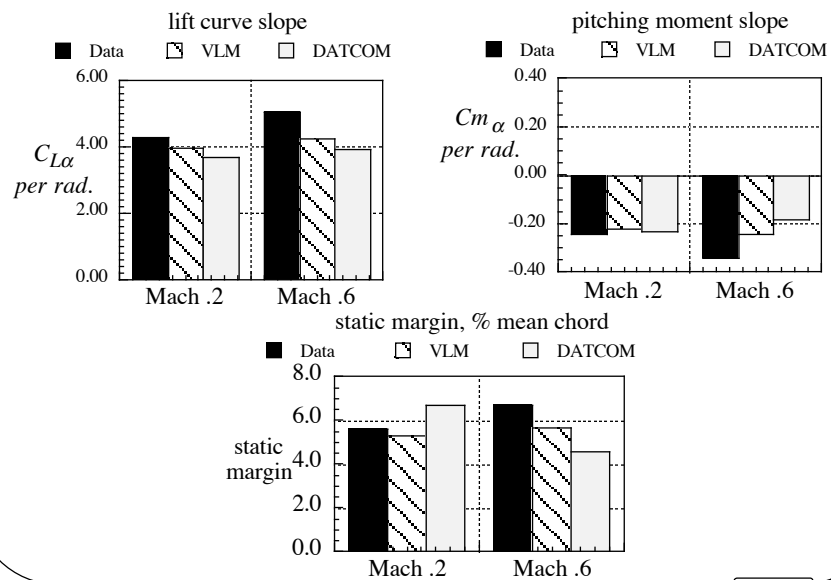 lift curve slope
Data VLM DATCOM
6.00
4.00
2.00
0.00
C_{Lα}
per rad.
Mach .2 Mach .6
pitching moment slope
Data VLM DATCOM
0.40
0.20
0.00
-0.20
-0.40
Cm_α
per rad.
Mach .2 Mach .6
static margin, % mean chord
Data VLM DATCOM
8.0
6.0
4.0
2.0
0.0
static
margin
Mach .2 Mach .6